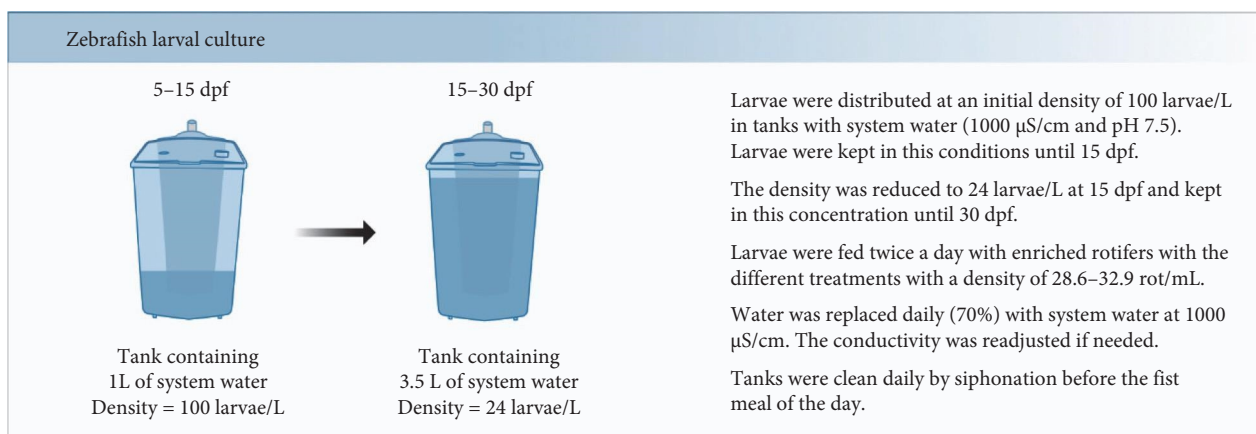 Zebrafish larval culture
5–15 dpf
15–30 dpf
Tank containing
1L of system water
Density = 100 larvae/L
Tank containing
3.5 L of system water
Density = 24 larvae/L
Larvae were distributed at an initial density of 100 larvae/L
in tanks with system water (1000 µS/cm and pH 7.5).
Larvae were kept in this conditions until 15 dpf.
The density was reduced to 24 larvae/L at 15 dpf and kept
in this concentration until 30 dpf.
Larvae were fed twice a day with enriched rotifers with the
different treatments with a density of 28.6–32.9 rot/mL.
Water was replaced daily (70%) with system water at 1000
µS/cm. The conductivity was readjusted if needed.
Tanks were clean daily by siphonation before the fist
meal of the day.